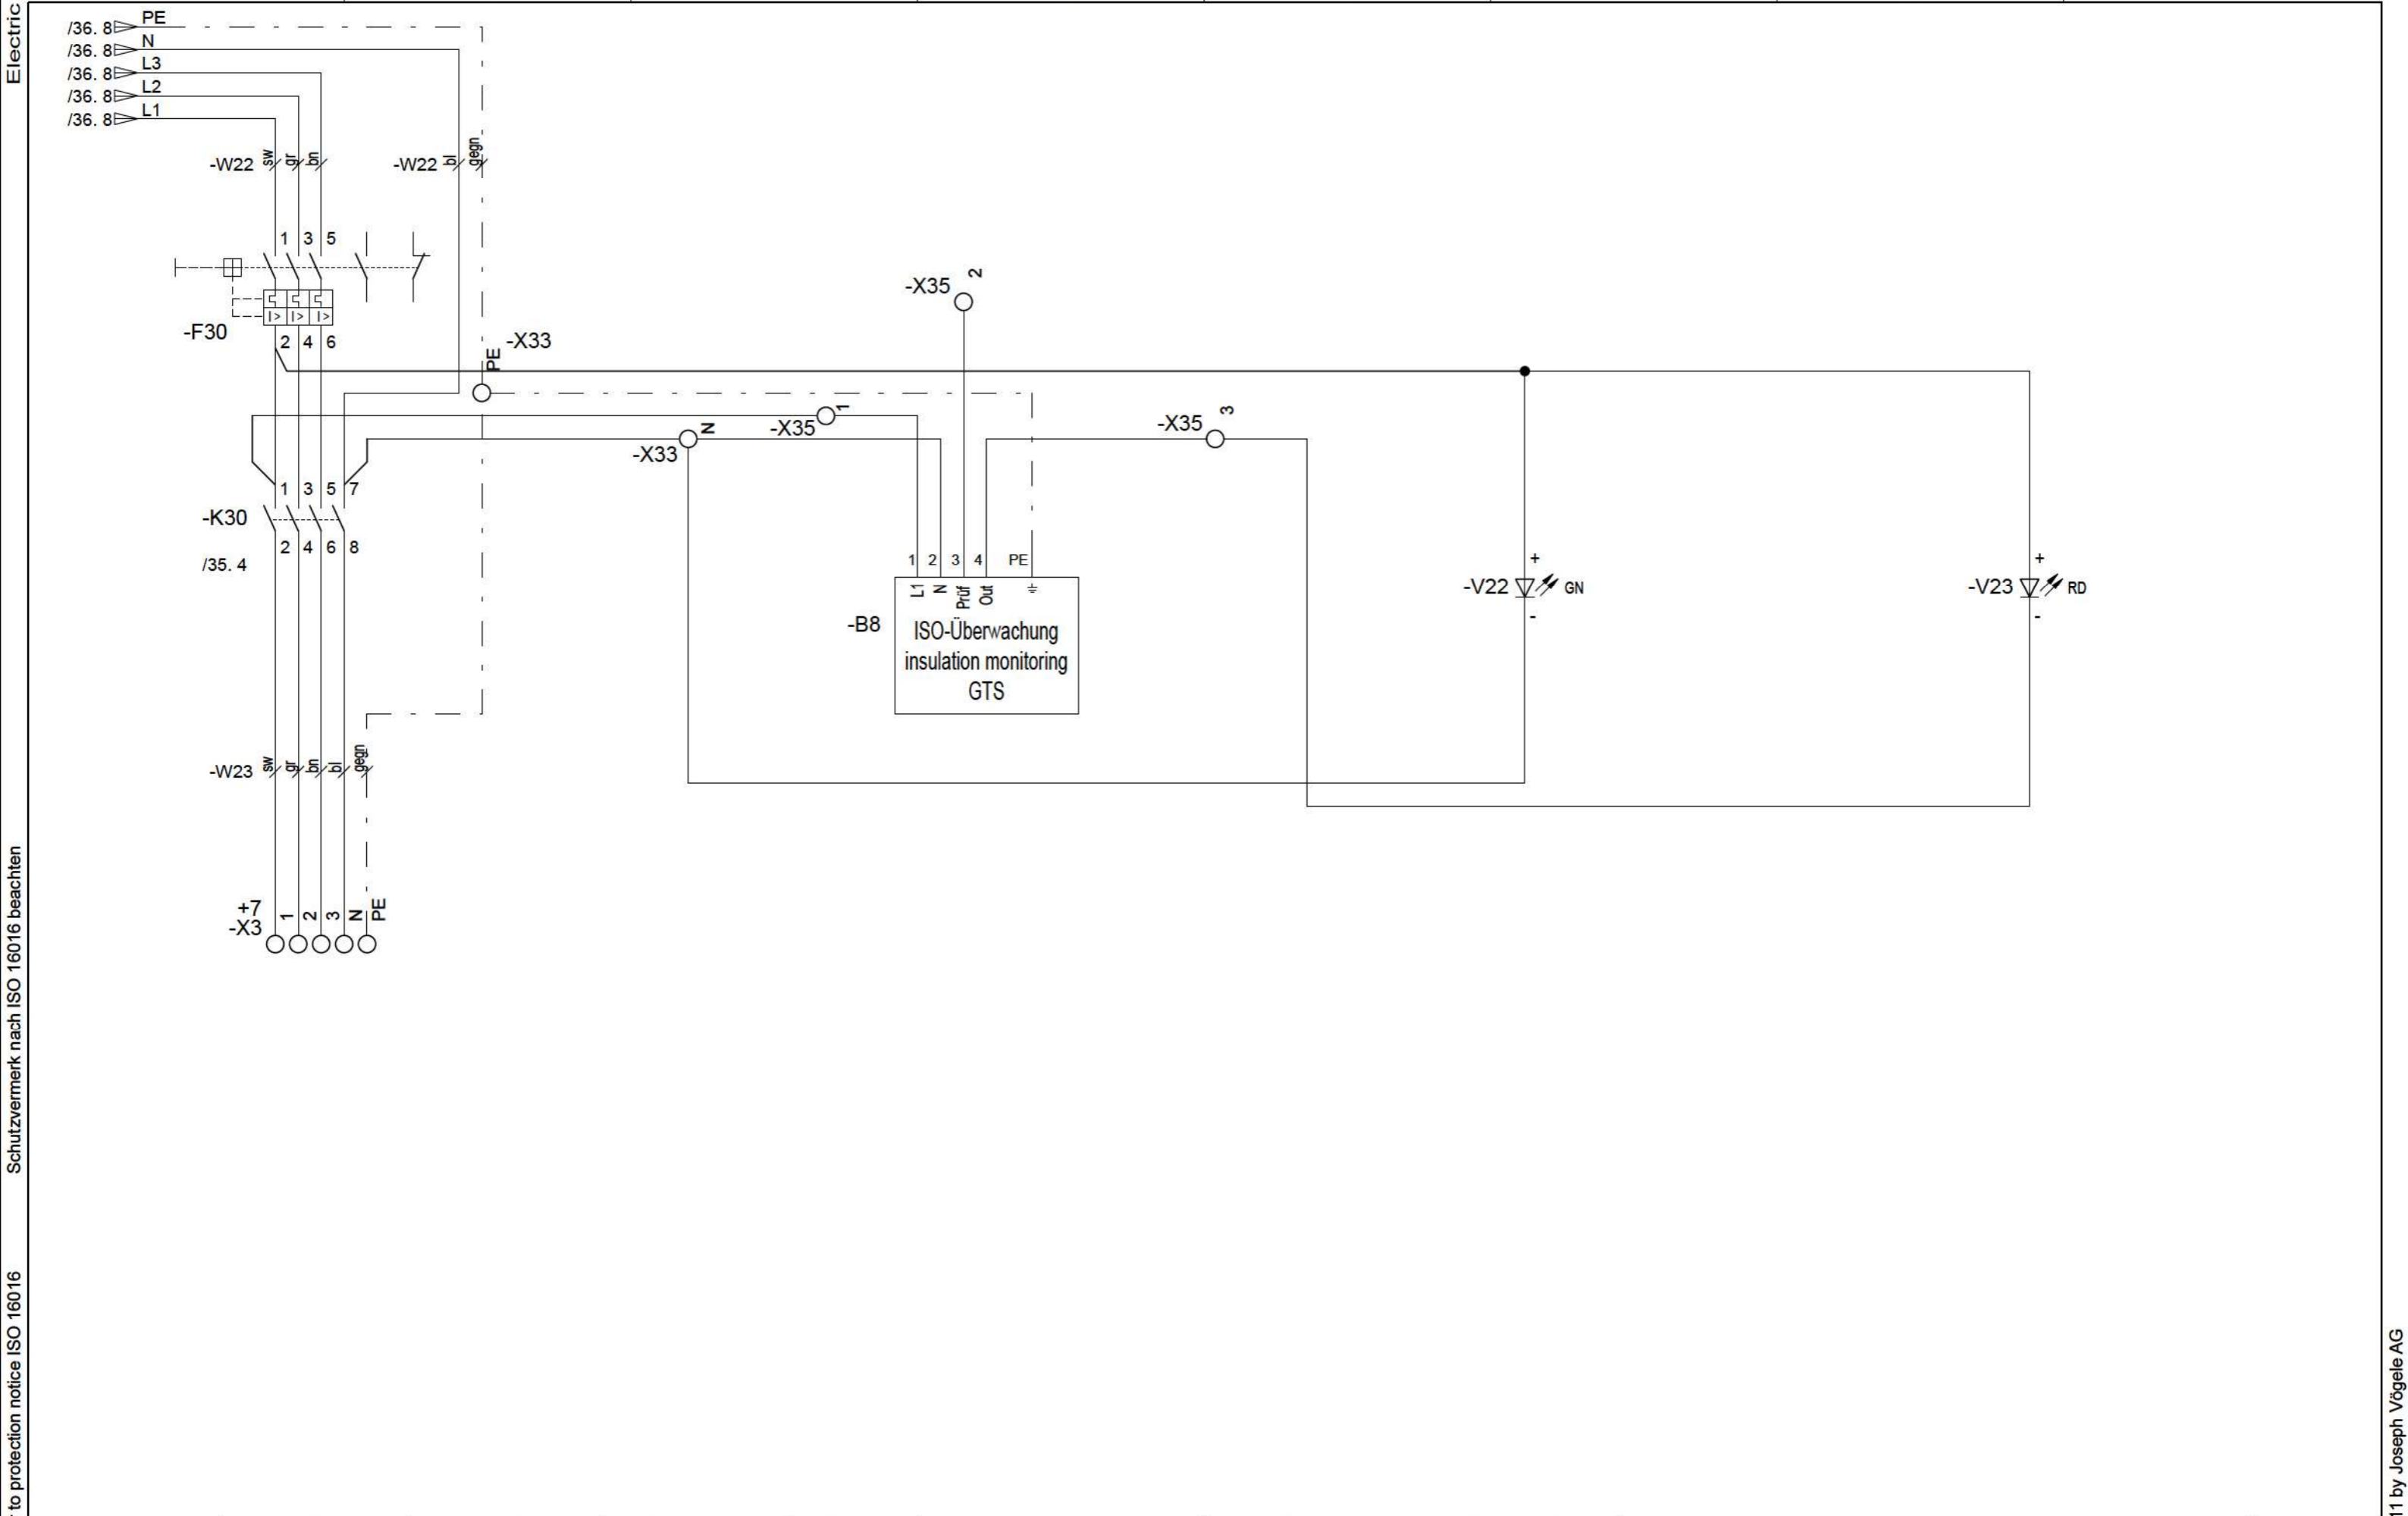 Electric
/36. 8 PE
/36. 8 N
/36. 8 L3
/36. 8 L2
/36. 8 L1
-W22 sw gr bn
-W22 bl gegn
1 3 5
I> I> I>
-F30
2 4 6
PE -X33
-X35 2
-X35 1
-X33 N
-X35 3
1 3 5 7
-K30
2 4 6 8
/35. 4
1 2 3 4 PE
L1 N Prüf Out
-B8
ISO-Überwachung
insulation monitoring
GTS
+
-V22 GN
-
+
-V23 RD
-
-W23 sw gr bn bl gegn
+7
-X3 1 2 3 N PE
Schutzvermerk nach ISO 16016 beachten
to protection notice ISO 16016
11 by Joseph Vögele AG